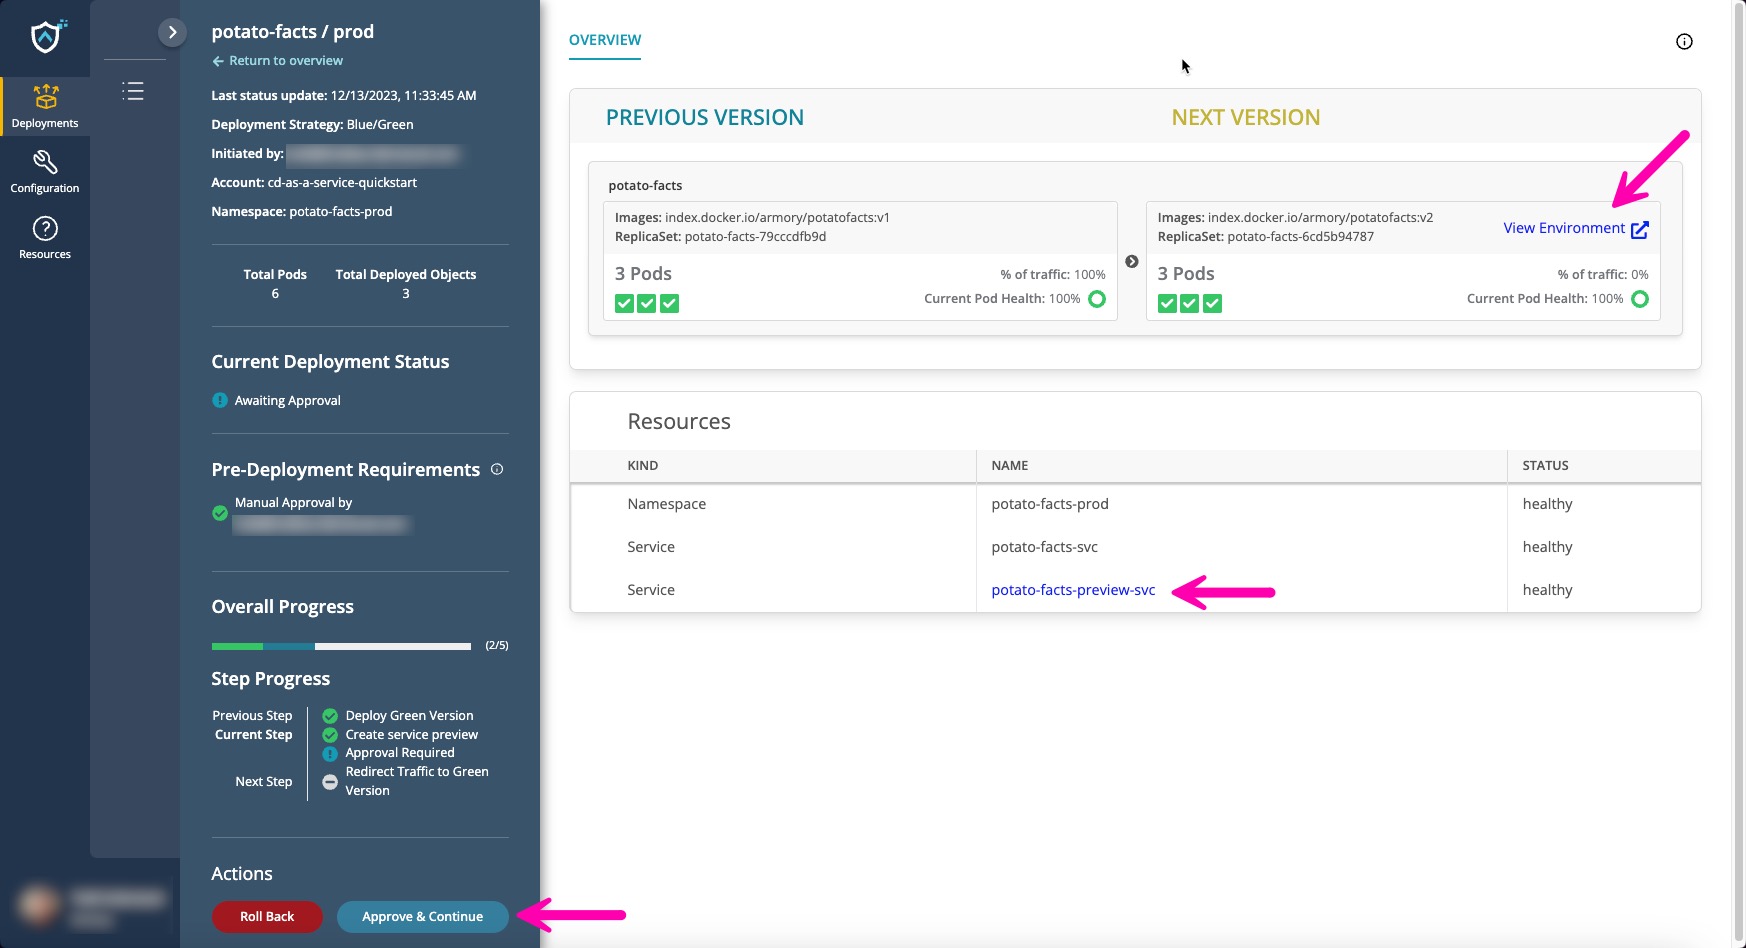 Deployments
Configuration
Resources
potato-facts / prod
Return to overview
Last status update: 12/13/2023, 11:33:45 AM
Deployment Strategy: Blue/Green
Initiated by:
Account: cd-as-a-service-quickstart
Namespace: potato-facts-prod
Total Pods
6
Total Deployed Objects
3
Current Deployment Status
Awaiting Approval
Pre-Deployment Requirements
Manual Approval by
Overall Progress
(2/5)
Step Progress
Previous Step
Deploy Green Version
Current Step
Create service preview
Approval Required
Next Step
Redirect Traffic to Green
Version
Actions
Roll Back
Approve & Continue
OVERVIEW
PREVIOUS VERSION
NEXT VERSION
potato-facts
Images: index.docker.io/armory/potatofacts:v1
ReplicaSet: potato-facts-79cccdfb9d
3 Pods
% of traffic: 100%
Current Pod Health: 100%
Images: index.docker.io/armory/potatofacts:v2
ReplicaSet: potato-facts-6cd5b94787
View Environment
3 Pods
% of traffic: 0%
Current Pod Health: 100%
Resources
KIND NAME STATUS
Namespace potato-facts-prod healthy
Service potato-facts-svc healthy
Service potato-facts-preview-svc healthy